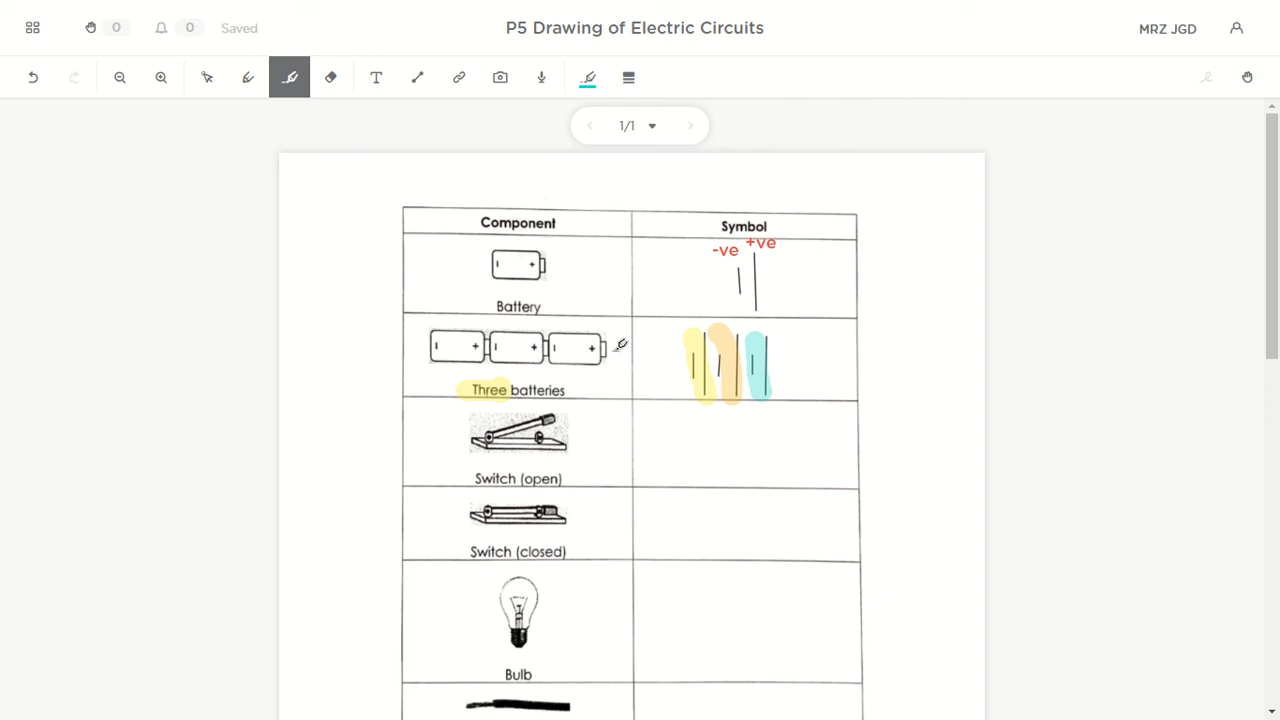 0
0
Saved
P5 Drawing of Electric Circuits
MRZ JGD
T
1/1
Component
Symbol
-ve +ve
Battery
Three batteries
Switch (open)
Switch (closed)
Bulb